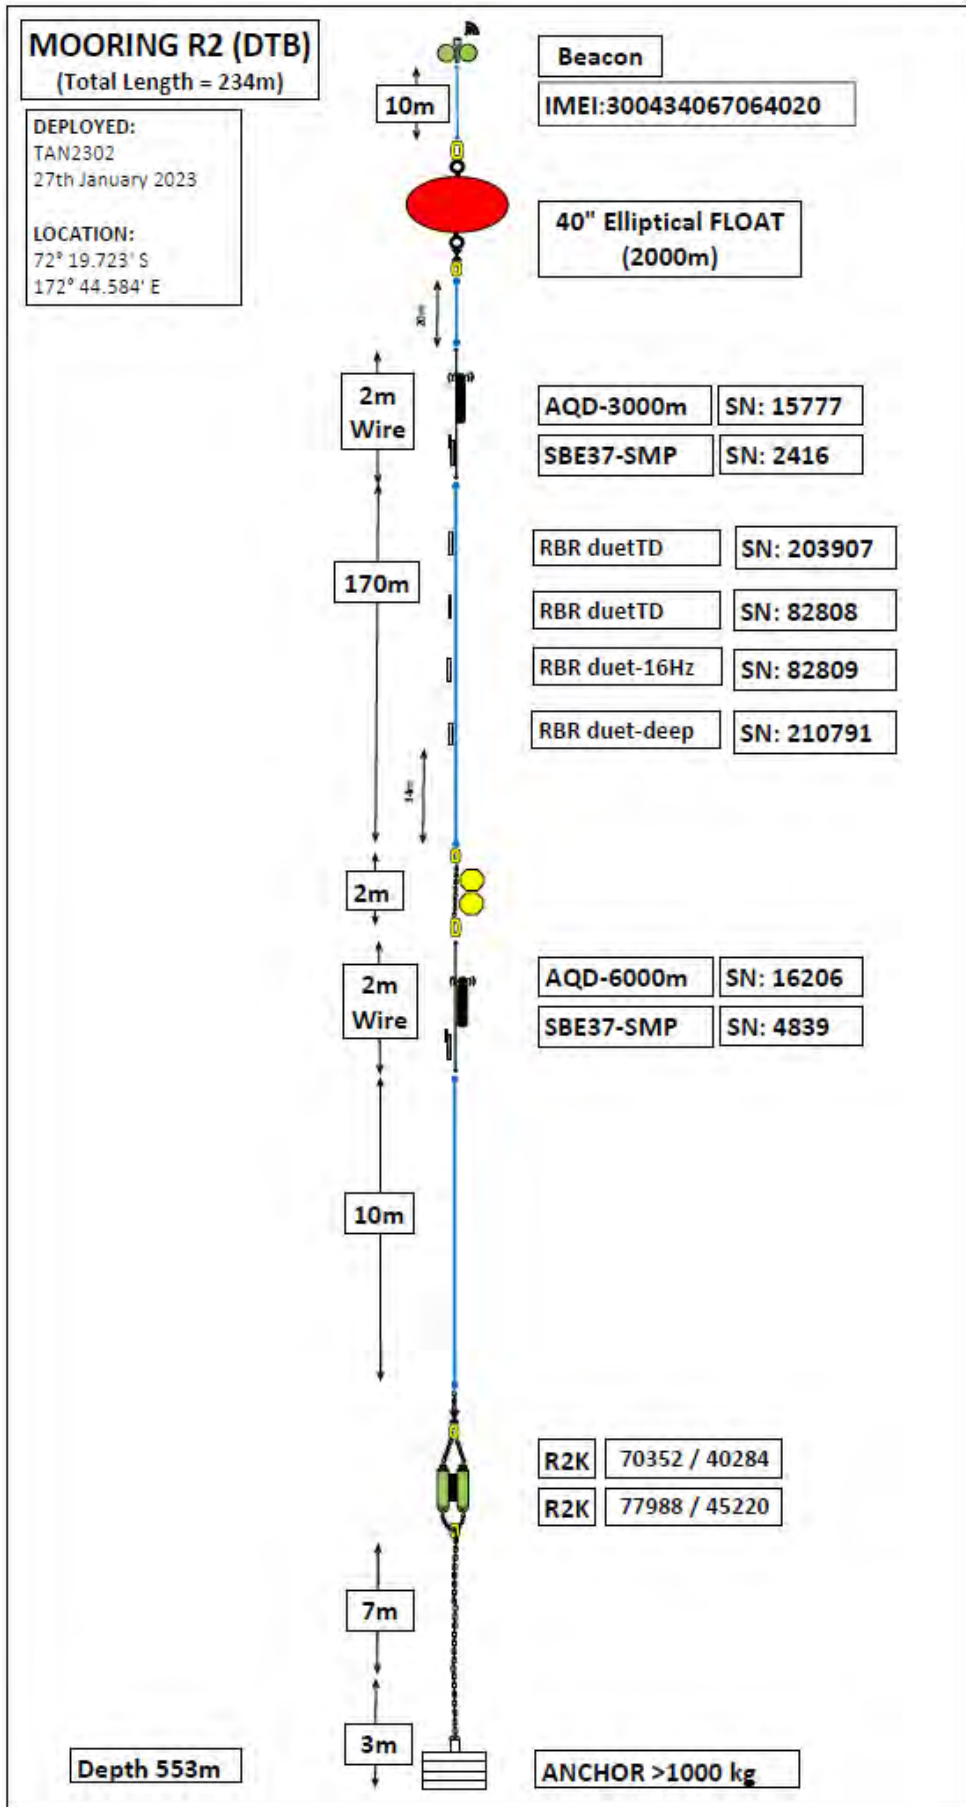 MOORING R2 (DTB)
(Total Length = 234m)
DEPLOYED:
TAN2302
27th January 2023
LOCATION:
72° 19.723' S
172° 44.584' E
10m
Beacon
IMEI:300434067064020
40" Elliptical FLOAT
(2000m)
20m
2m
Wire
AQD-3000m SN: 15777
SBE37-SMP SN: 2416
170m
RBR duetTD SN: 203907
RBR duetTD SN: 82808
RBR duet-16Hz SN: 82809
RBR duet-deep SN: 210791
14m
2m
2m
Wire
AQD-6000m SN: 16206
SBE37-SMP SN: 4839
10m
R2K 70352 / 40284
R2K 77988 / 45220
7m
3m
Depth 553m
ANCHOR >1000 kg